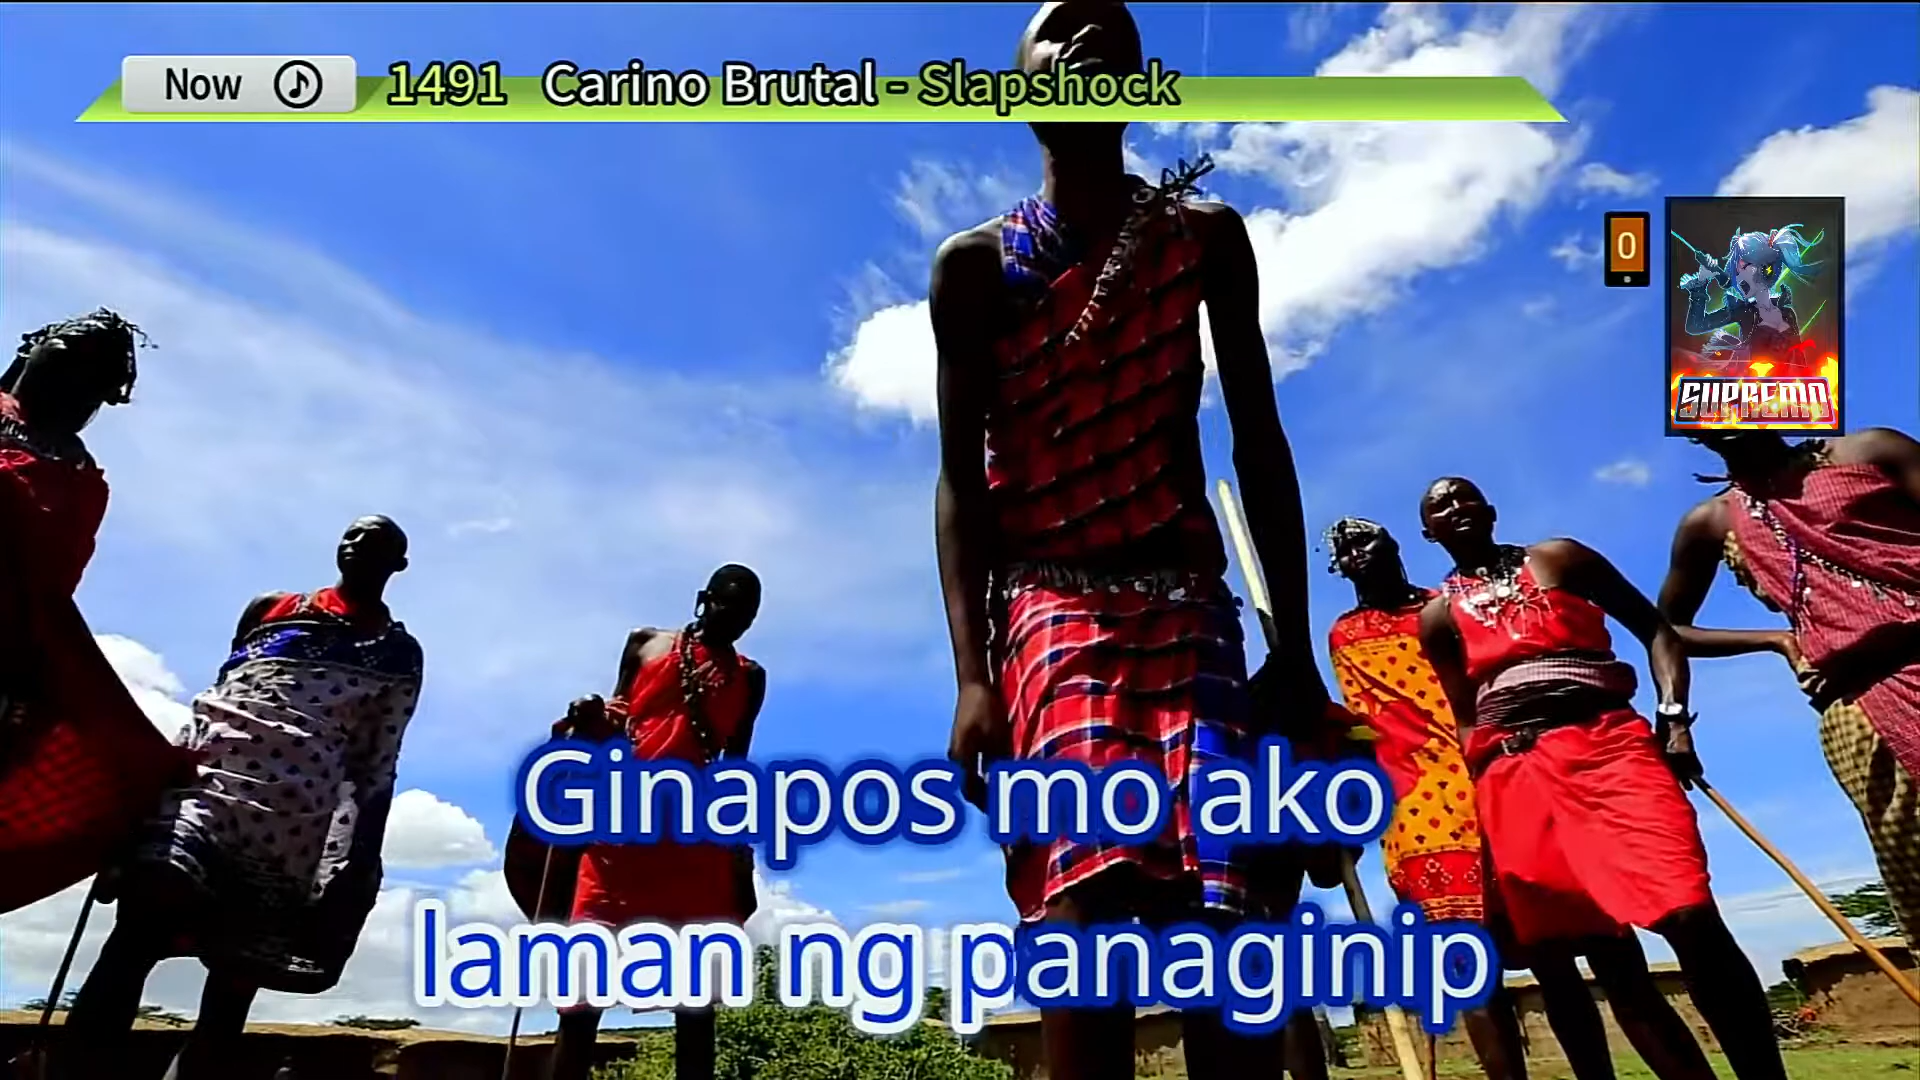 Now 1491 Carino Brutal - Slapshock
0
SUPREMO
Ginapos mo ako
laman ng panaginip